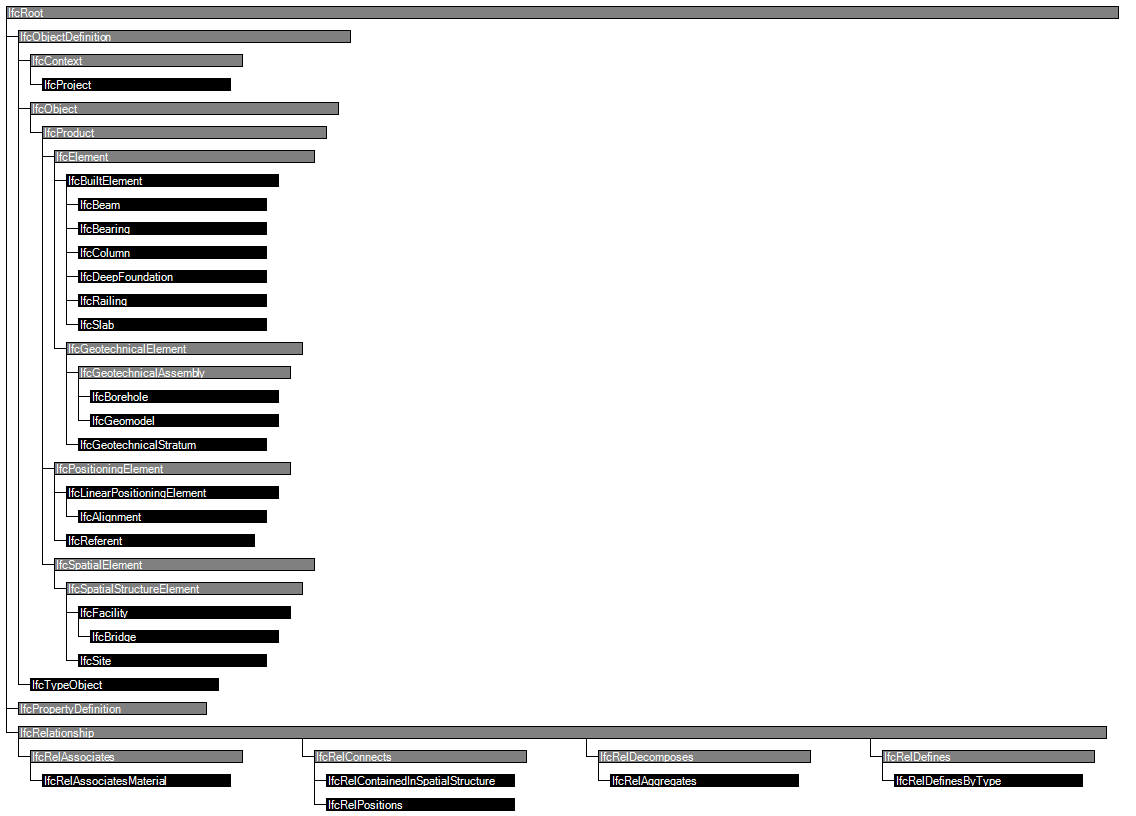 IfcRoot
IfcObjectDefinition
IfcContext
IfcProject
IfcObject
IfcProduct
IfcElement
IfcBuiltElement
IfcBeam
IfcBearing
IfcColumn
IfcDeepFoundation
IfcRailing
IfcSlab
IfcGeotechnicalElement
IfcGeotechnicalAssembly
IfcBorehole
IfcGeomodel
IfcGeotechnicalStratum
IfcPositioningElement
IfcLinearPositioningElement
IfcAlignment
IfcReferent
IfcSpatialElement
IfcSpatialStructureElement
IfcFacility
IfcBridge
IfcSite
IfcTypeObject
IfcPropertyDefinition
IfcRelationship
IfcRelAssociates
IfcRelAssociatesMaterial
IfcRelConnects
IfcRelContainedInSpatialStructure
IfcRelPositions
IfcRelDecomposes
IfcRelAggregates
IfcRelDefines
IfcRelDefinesByType